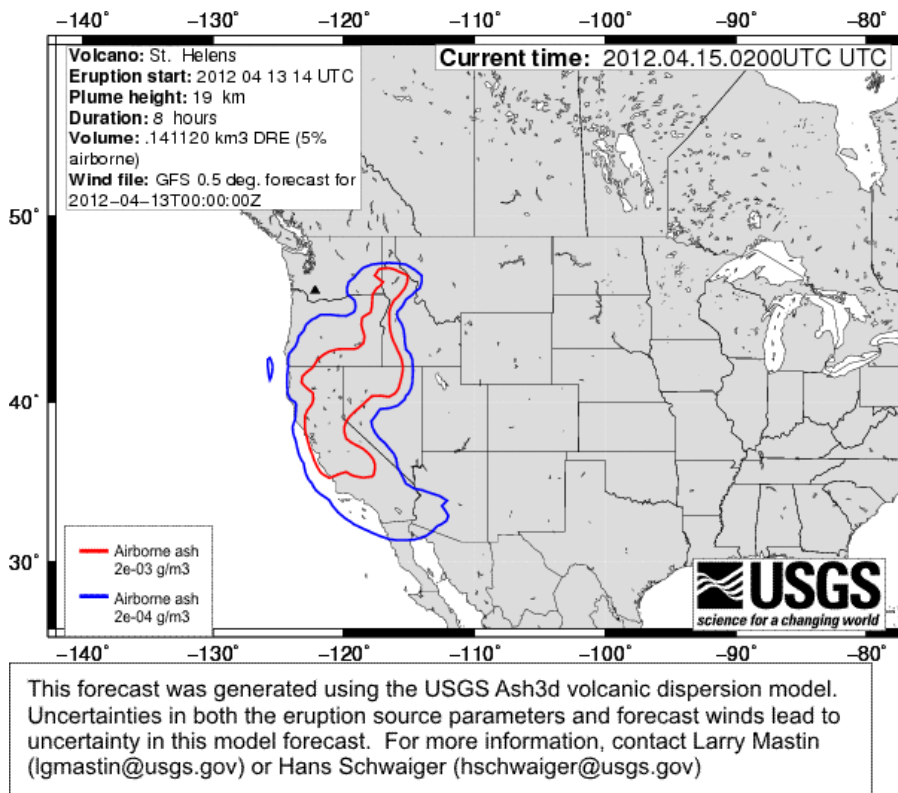 −140° −130° −120° −110° −100° −90° −80°
Volcano: St. Helens
Eruption start: 2012 04 13 14 UTC
Plume height: 19 km
Duration: 8 hours
Volume: .141120 km3 DRE (5%
airborne)
Wind file: GFS 0.5 deg. forecast for
2012−04−13T00:00:00Z
Current time: 2012.04.15.0200UTC UTC
50°
40°
30°
Airborne ash
2e-03 g/m3
Airborne ash
2e-04 g/m3
USGS
science for a changing world
−140° −130° −120° −110° −100° −90° −80°
This forecast was generated using the USGS Ash3d volcanic dispersion model.
Uncertainties in both the eruption source parameters and forecast winds lead to
uncertainty in this model forecast. For more information, contact Larry Mastin
(lgmastin@usgs.gov) or Hans Schwaiger (hschwaiger@usgs.gov)